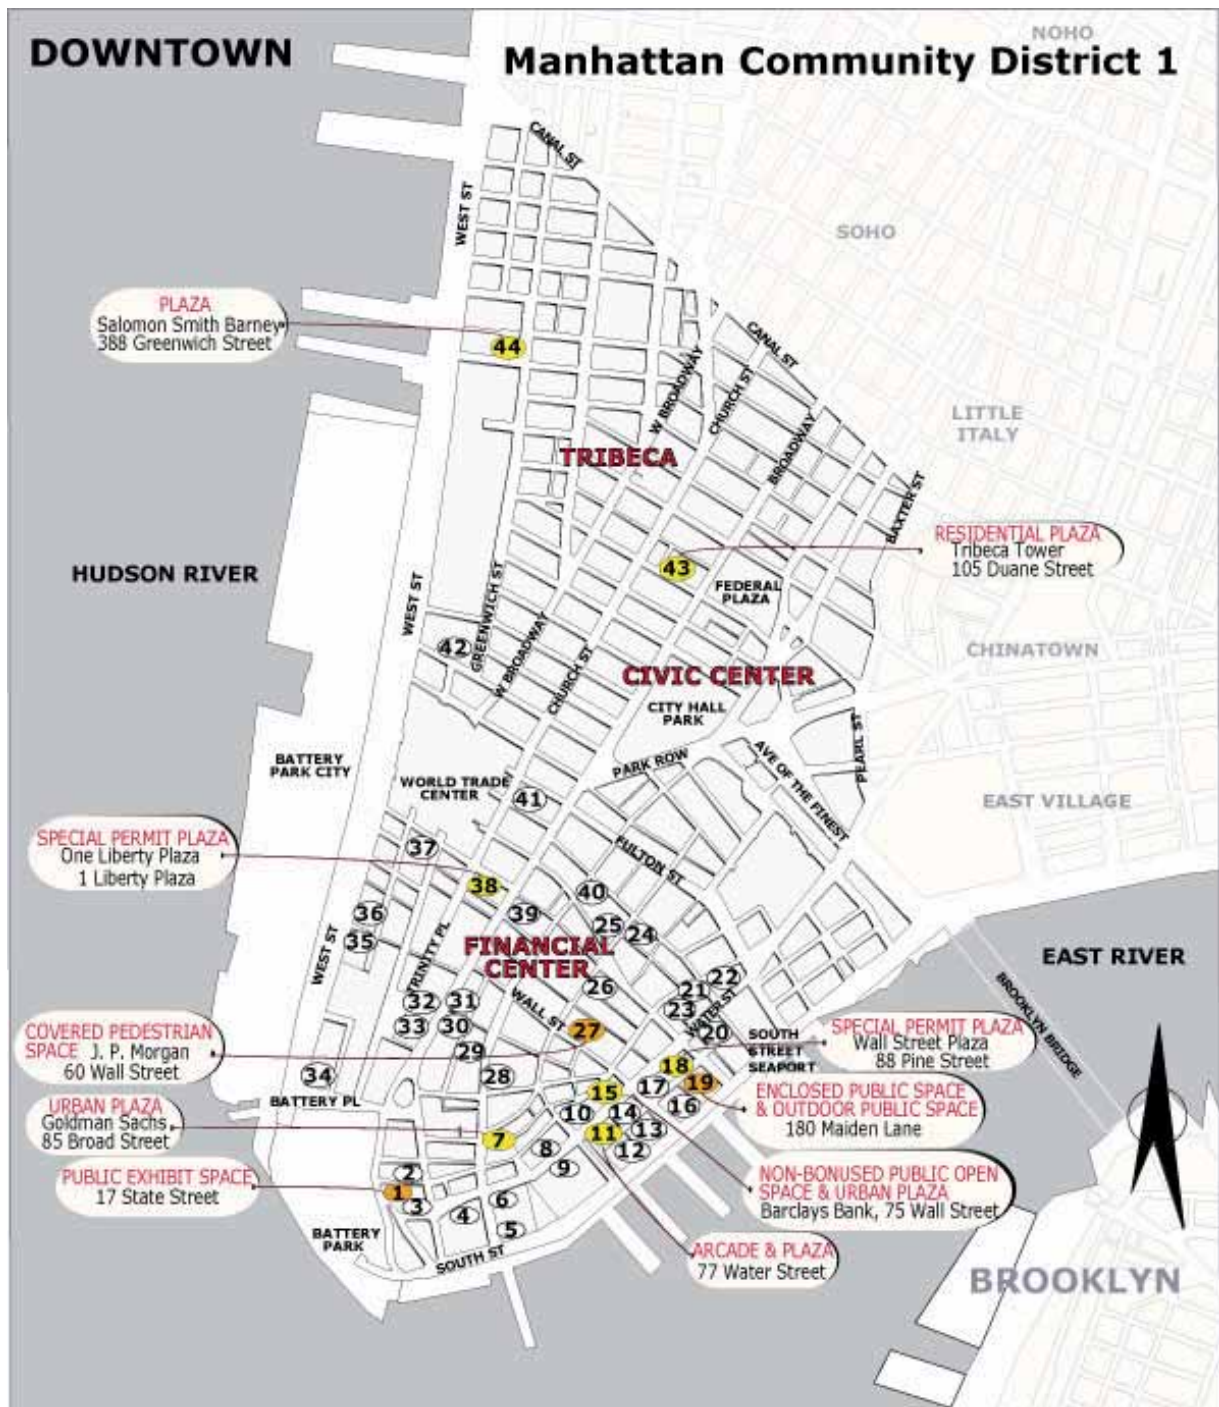 DOWNTOWN
Manhattan Community District 1
NOHO
CANAL ST
WEST ST
SOHO
PLAZA
Salomon Smith Barney
388 Greenwich Street
44
CANAL ST
W BROADWAY
CHURCH ST
BROADWAY
LITTLE
ITALY
TRIBECA
BAXTER ST
RESIDENTIAL PLAZA
Tribeca Tower
105 Duane Street
43
HUDSON RIVER
FEDERAL
PLAZA
WEST ST
GREENWICH ST
42
W BROADWAY
CHURCH ST
CHINATOWN
CIVIC CENTER
CITY HALL
PARK
PEARL ST
PARK ROW
AVE OF THE FINEST
BATTERY
PARK CITY
WORLD TRADE
CENTER
41
EAST VILLAGE
SPECIAL PERMIT PLAZA
One Liberty Plaza
1 Liberty Plaza
37
FULTON ST
38
40
36
39
25
24
35
WEST ST
TRINITY PL
FINANCIAL
CENTER
EAST RIVER
BROOKLYN BRIDGE
26
22
21
23
WATER ST
20
32
31
WALL ST
27
33
30
29
28
34
BATTERY PL
COVERED PEDESTRIAN
SPACE J. P. Morgan
60 Wall Street
SOUTH
STREET
SEAPORT
SPECIAL PERMIT PLAZA
Wall Street Plaza
88 Pine Street
18
19
17
16
15
14
13
12
11
10
URBAN PLAZA
Goldman Sachs
85 Broad Street
7
8
9
ENCLOSED PUBLIC SPACE
& OUTDOOR PUBLIC SPACE
180 Maiden Lane
PUBLIC EXHIBIT SPACE
17 State Street
2
1
3
4
6
5
NON-BONUSED PUBLIC OPEN
SPACE & URBAN PLAZA
Barclays Bank, 75 Wall Street
BATTERY
PARK
SOUTH ST
ARCADE & PLAZA
77 Water Street
BROOKLYN